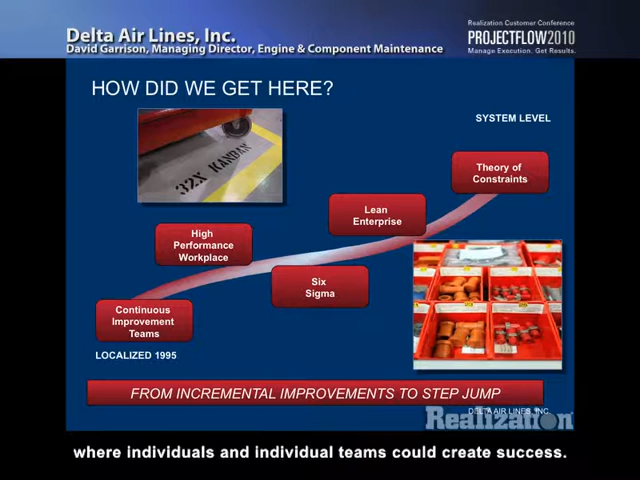 Delta Air Lines, Inc.
David Garrison, Managing Director, Engine & Component Maintenance
Realization Customer Conference
PROJECTFLOW2010
Manage Execution. Get Results.
HOW DID WE GET HERE?
SYSTEM LEVEL
32X KANBAN
Theory of
Constraints
Lean
Enterprise
High
Performance
Workplace
Six
Sigma
Continuous
Improvement
Teams
LOCALIZED 1995
FROM INCREMENTAL IMPROVEMENTS TO STEP JUMP
DELTA AIR LINES, INC.
Realization
where individuals and individual teams could create success.